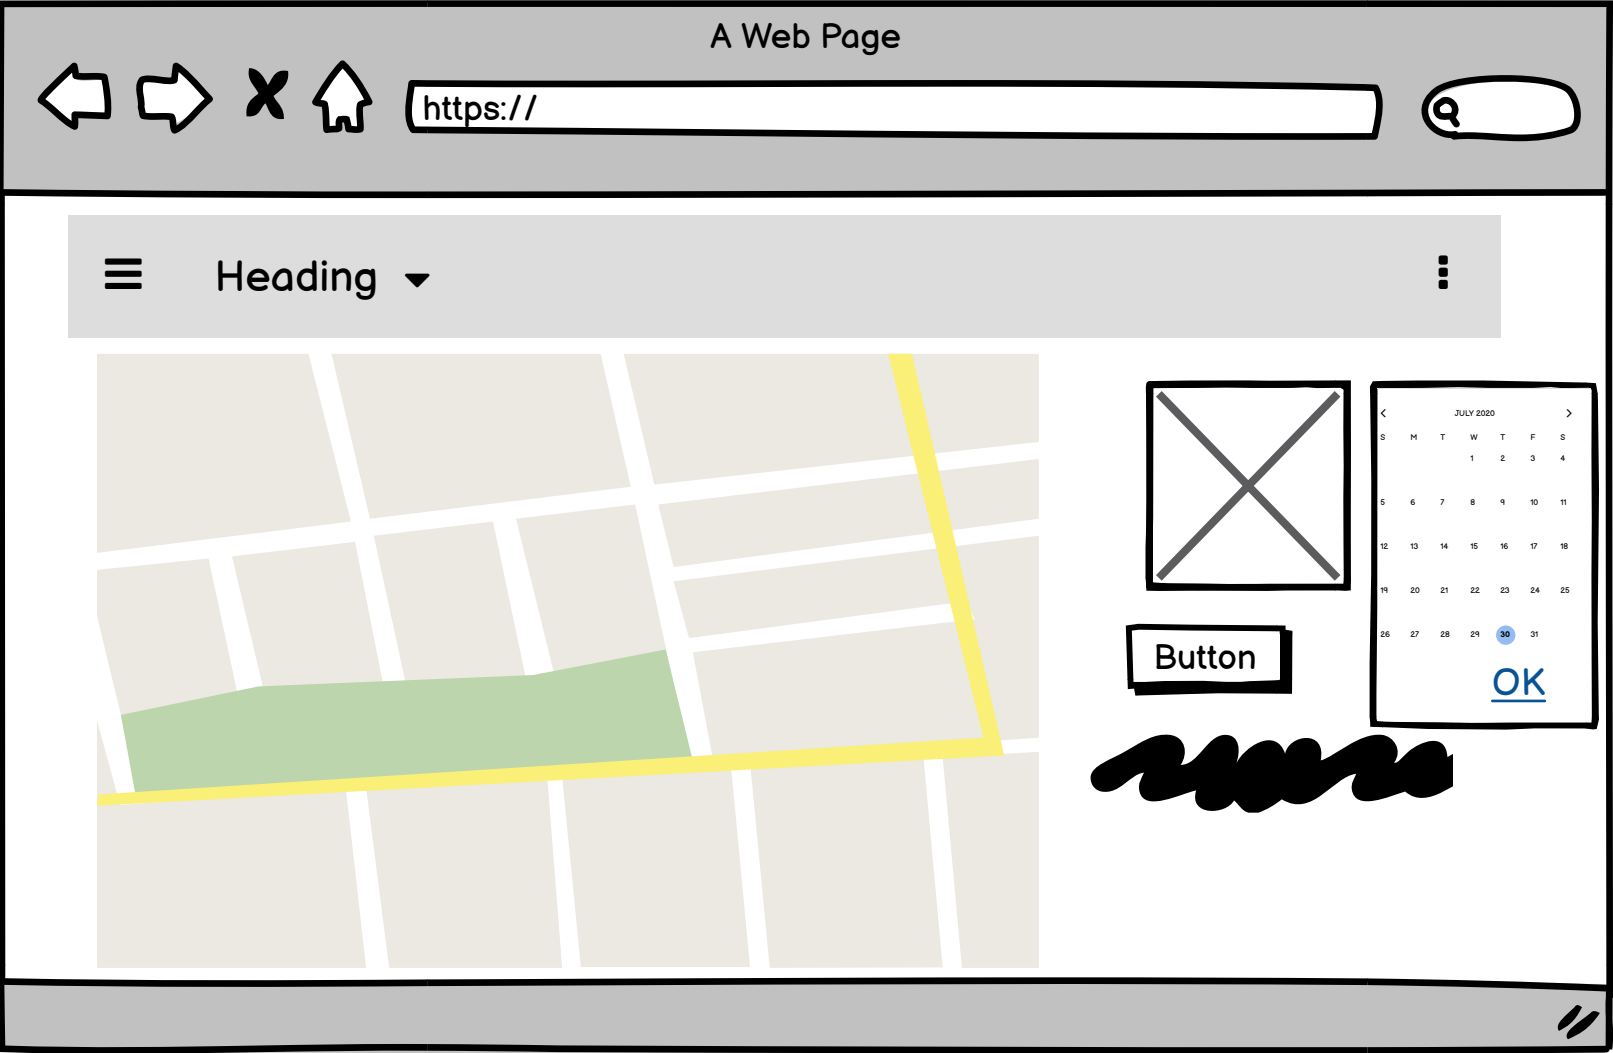 A Web Page
https://
Heading
JULY 2020
S M T W T F S
1 2 3 4
5 6 7 8 9 10 11
12 13 14 15 16 17 18
19 20 21 22 23 24 25
26 27 28 29 30 31
OK
Button